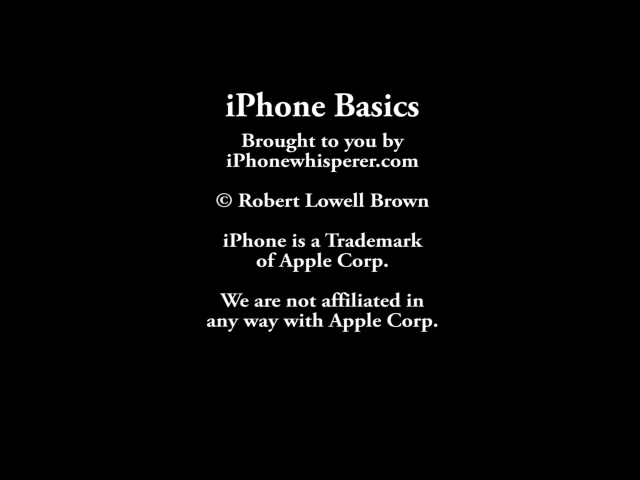 iPhone Basics
Brought to you by
iPhonewhisperer.com
© Robert Lowell Brown
iPhone is a Trademark
of Apple Corp.
We are not affiliated in
any way with Apple Corp.